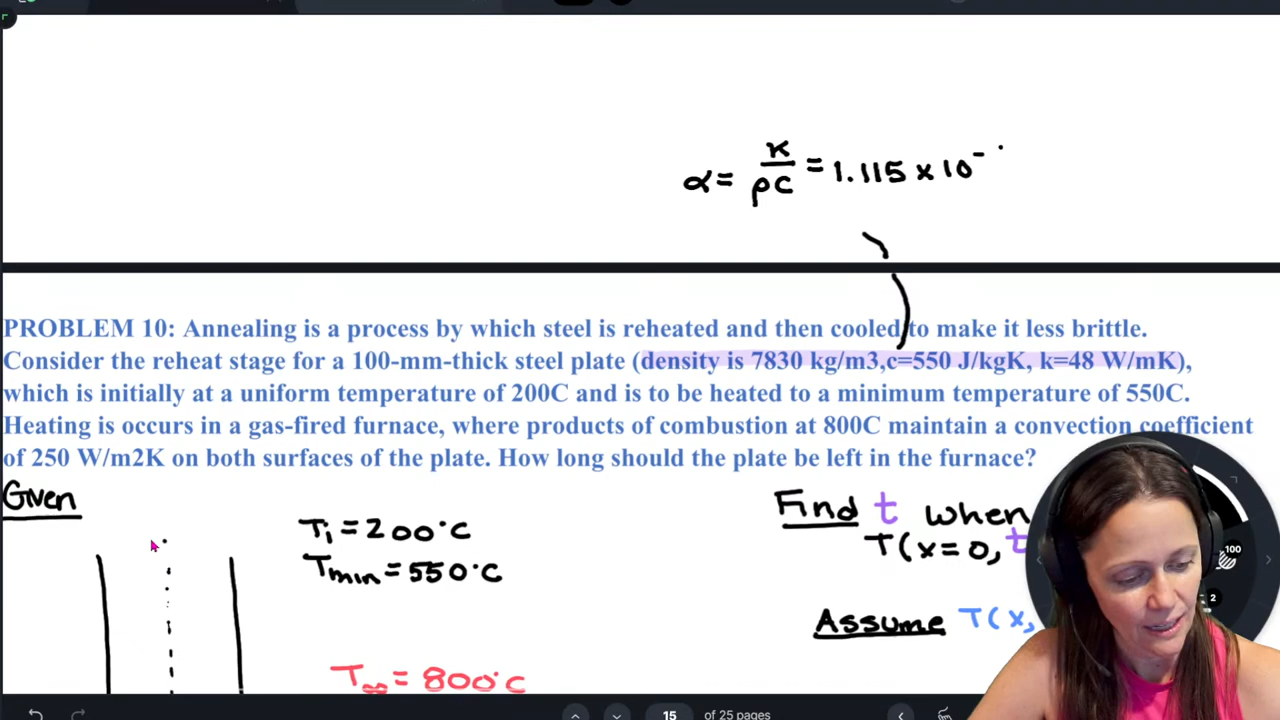 α = K/ρC = 1.115 x 10⁻
PROBLEM 10: Annealing is a process by which steel is reheated and then cooled to make it less brittle.
Consider the reheat stage for a 100-mm-thick steel plate (density is 7830 kg/m3,c=550 J/kgK, k=48 W/mK),
which is initially at a uniform temperature of 200C and is to be heated to a minimum temperature of 550C.
Heating is occurs in a gas-fired furnace, where products of combustion at 800C maintain a convection coefficient
of 250 W/m2K on both surfaces of the plate. How long should the plate be left in the furnace?
Given
Ti = 200°C
Tmin = 550°C
T∞ = 800°C
Find t when
T(x=0, t
Assume T(x,
100
2
15 of 25 pages